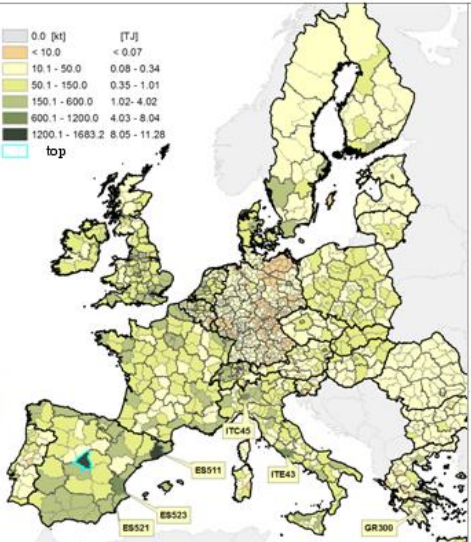 0.0 [kt] [TJ]
< 10.0 < 0.07
10.1 - 50.0 0.08 - 0.34
50.1 - 150.0 0.35 - 1.01
150.1 - 600.0 1.02- 4.02
600.1 - 1200.0 4.03 - 8.04
1200.1 - 1683.2 8.05 - 11.28
top
ITC45
ES511
ITE43
ES523
ES521
GR300